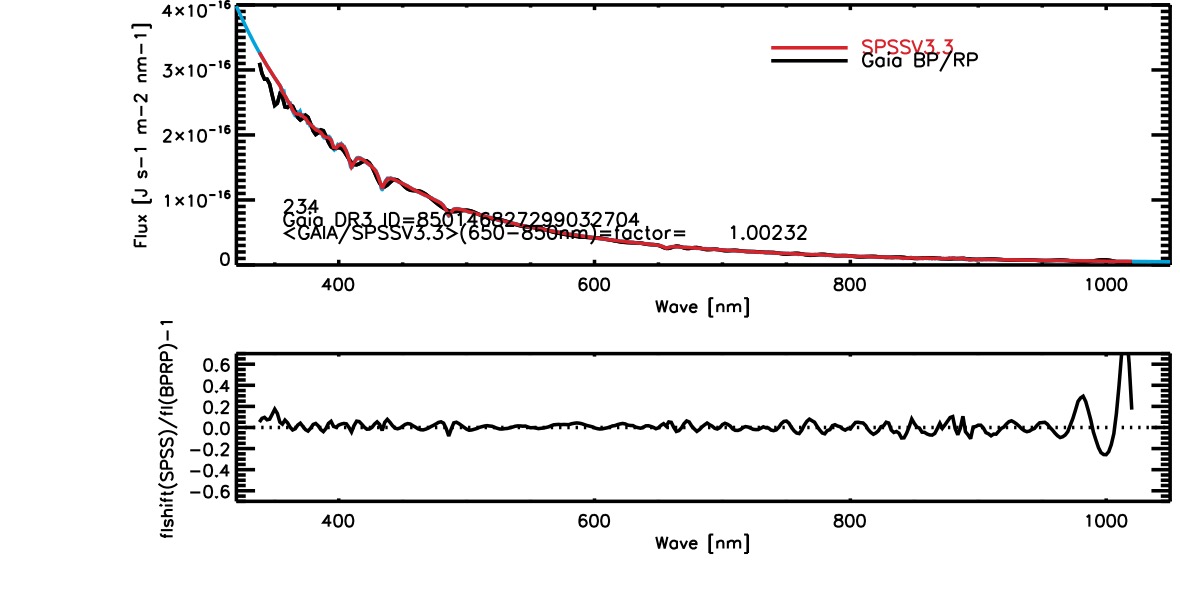 4×10−16
3×10−16
2×10−16
1×10−16
0
Flux [J s−1 m−2 nm−1]
SPSSV3.3
Gaia BP/RP
234
Gaia DR3 ID=850146827299032704
<GAIA/SPSSV3.3>(650−850nm)=factor= 1.00232
400 600 800 1000
Wave [nm]
flshift(SPSS)/fl(BPRP)−1
0.6
0.4
0.2
0.0
−0.2
−0.4
−0.6
400 600 800 1000
Wave [nm]